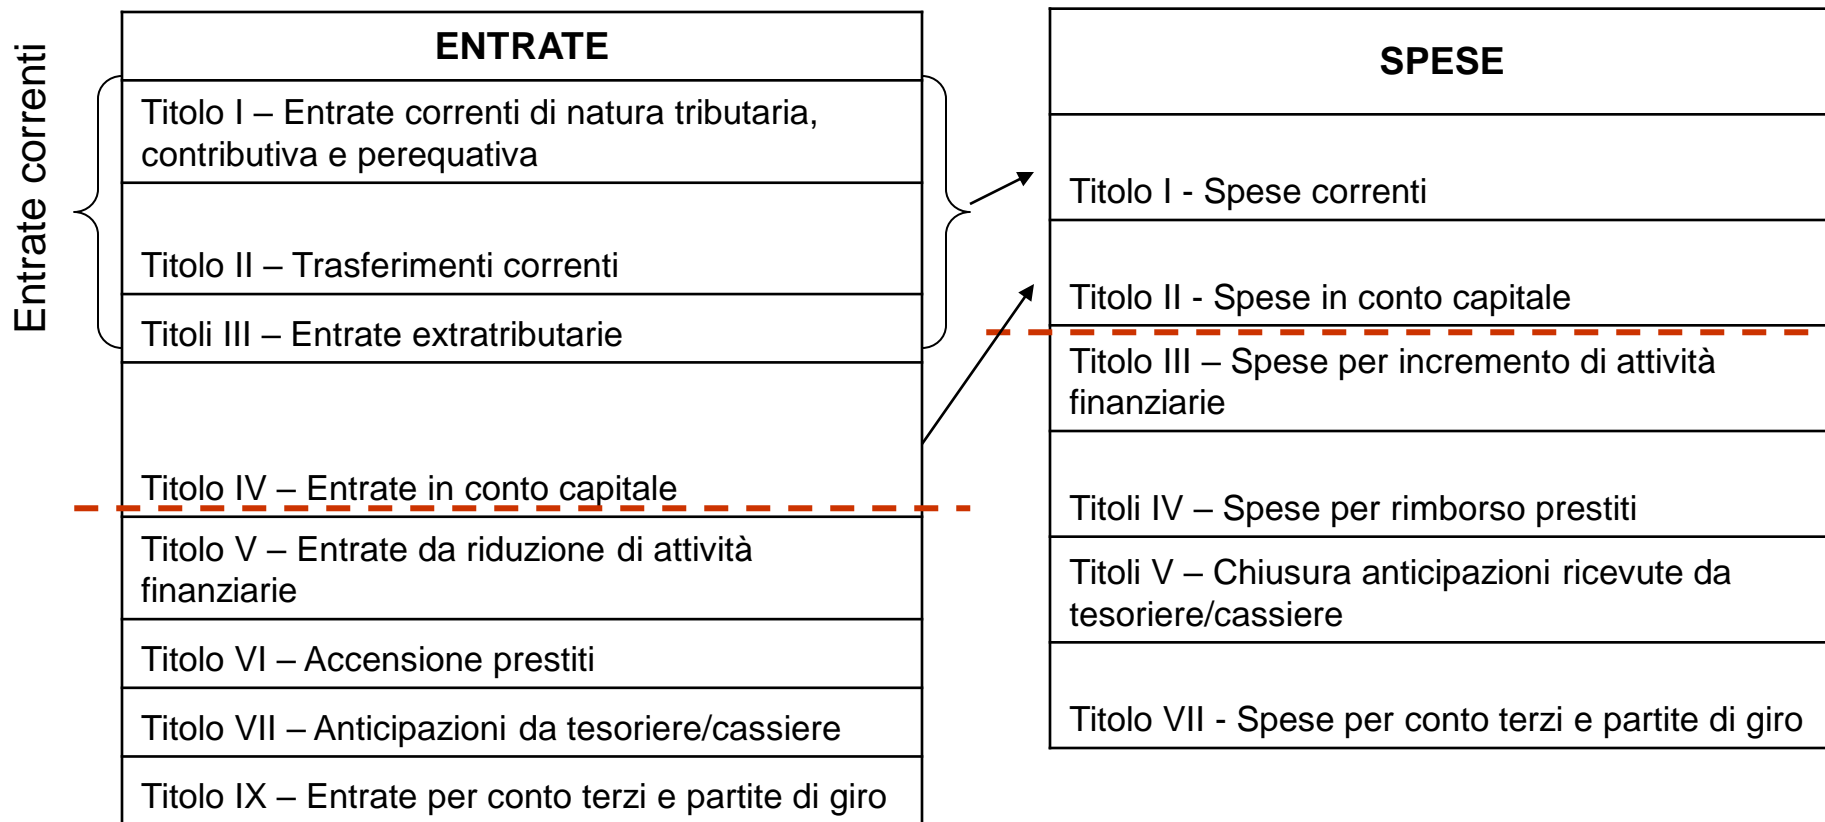 Entrate correnti
ENTRATE
Titolo I – Entrate correnti di natura tributaria,
contributiva e perequativa
Titolo II – Trasferimenti correnti
Titoli III – Entrate extratributarie
Titolo IV – Entrate in conto capitale
Titolo V – Entrate da riduzione di attività
finanziarie
Titolo VI – Accensione prestiti
Titolo VII – Anticipazioni da tesoriere/cassiere
Titolo IX – Entrate per conto terzi e partite di giro
SPESE
Titolo I - Spese correnti
Titolo II - Spese in conto capitale
Titolo III – Spese per incremento di attività
finanziarie
Titoli IV – Spese per rimborso prestiti
Titoli V – Chiusura anticipazioni ricevute da
tesoriere/cassiere
Titolo VII - Spese per conto terzi e partite di giro